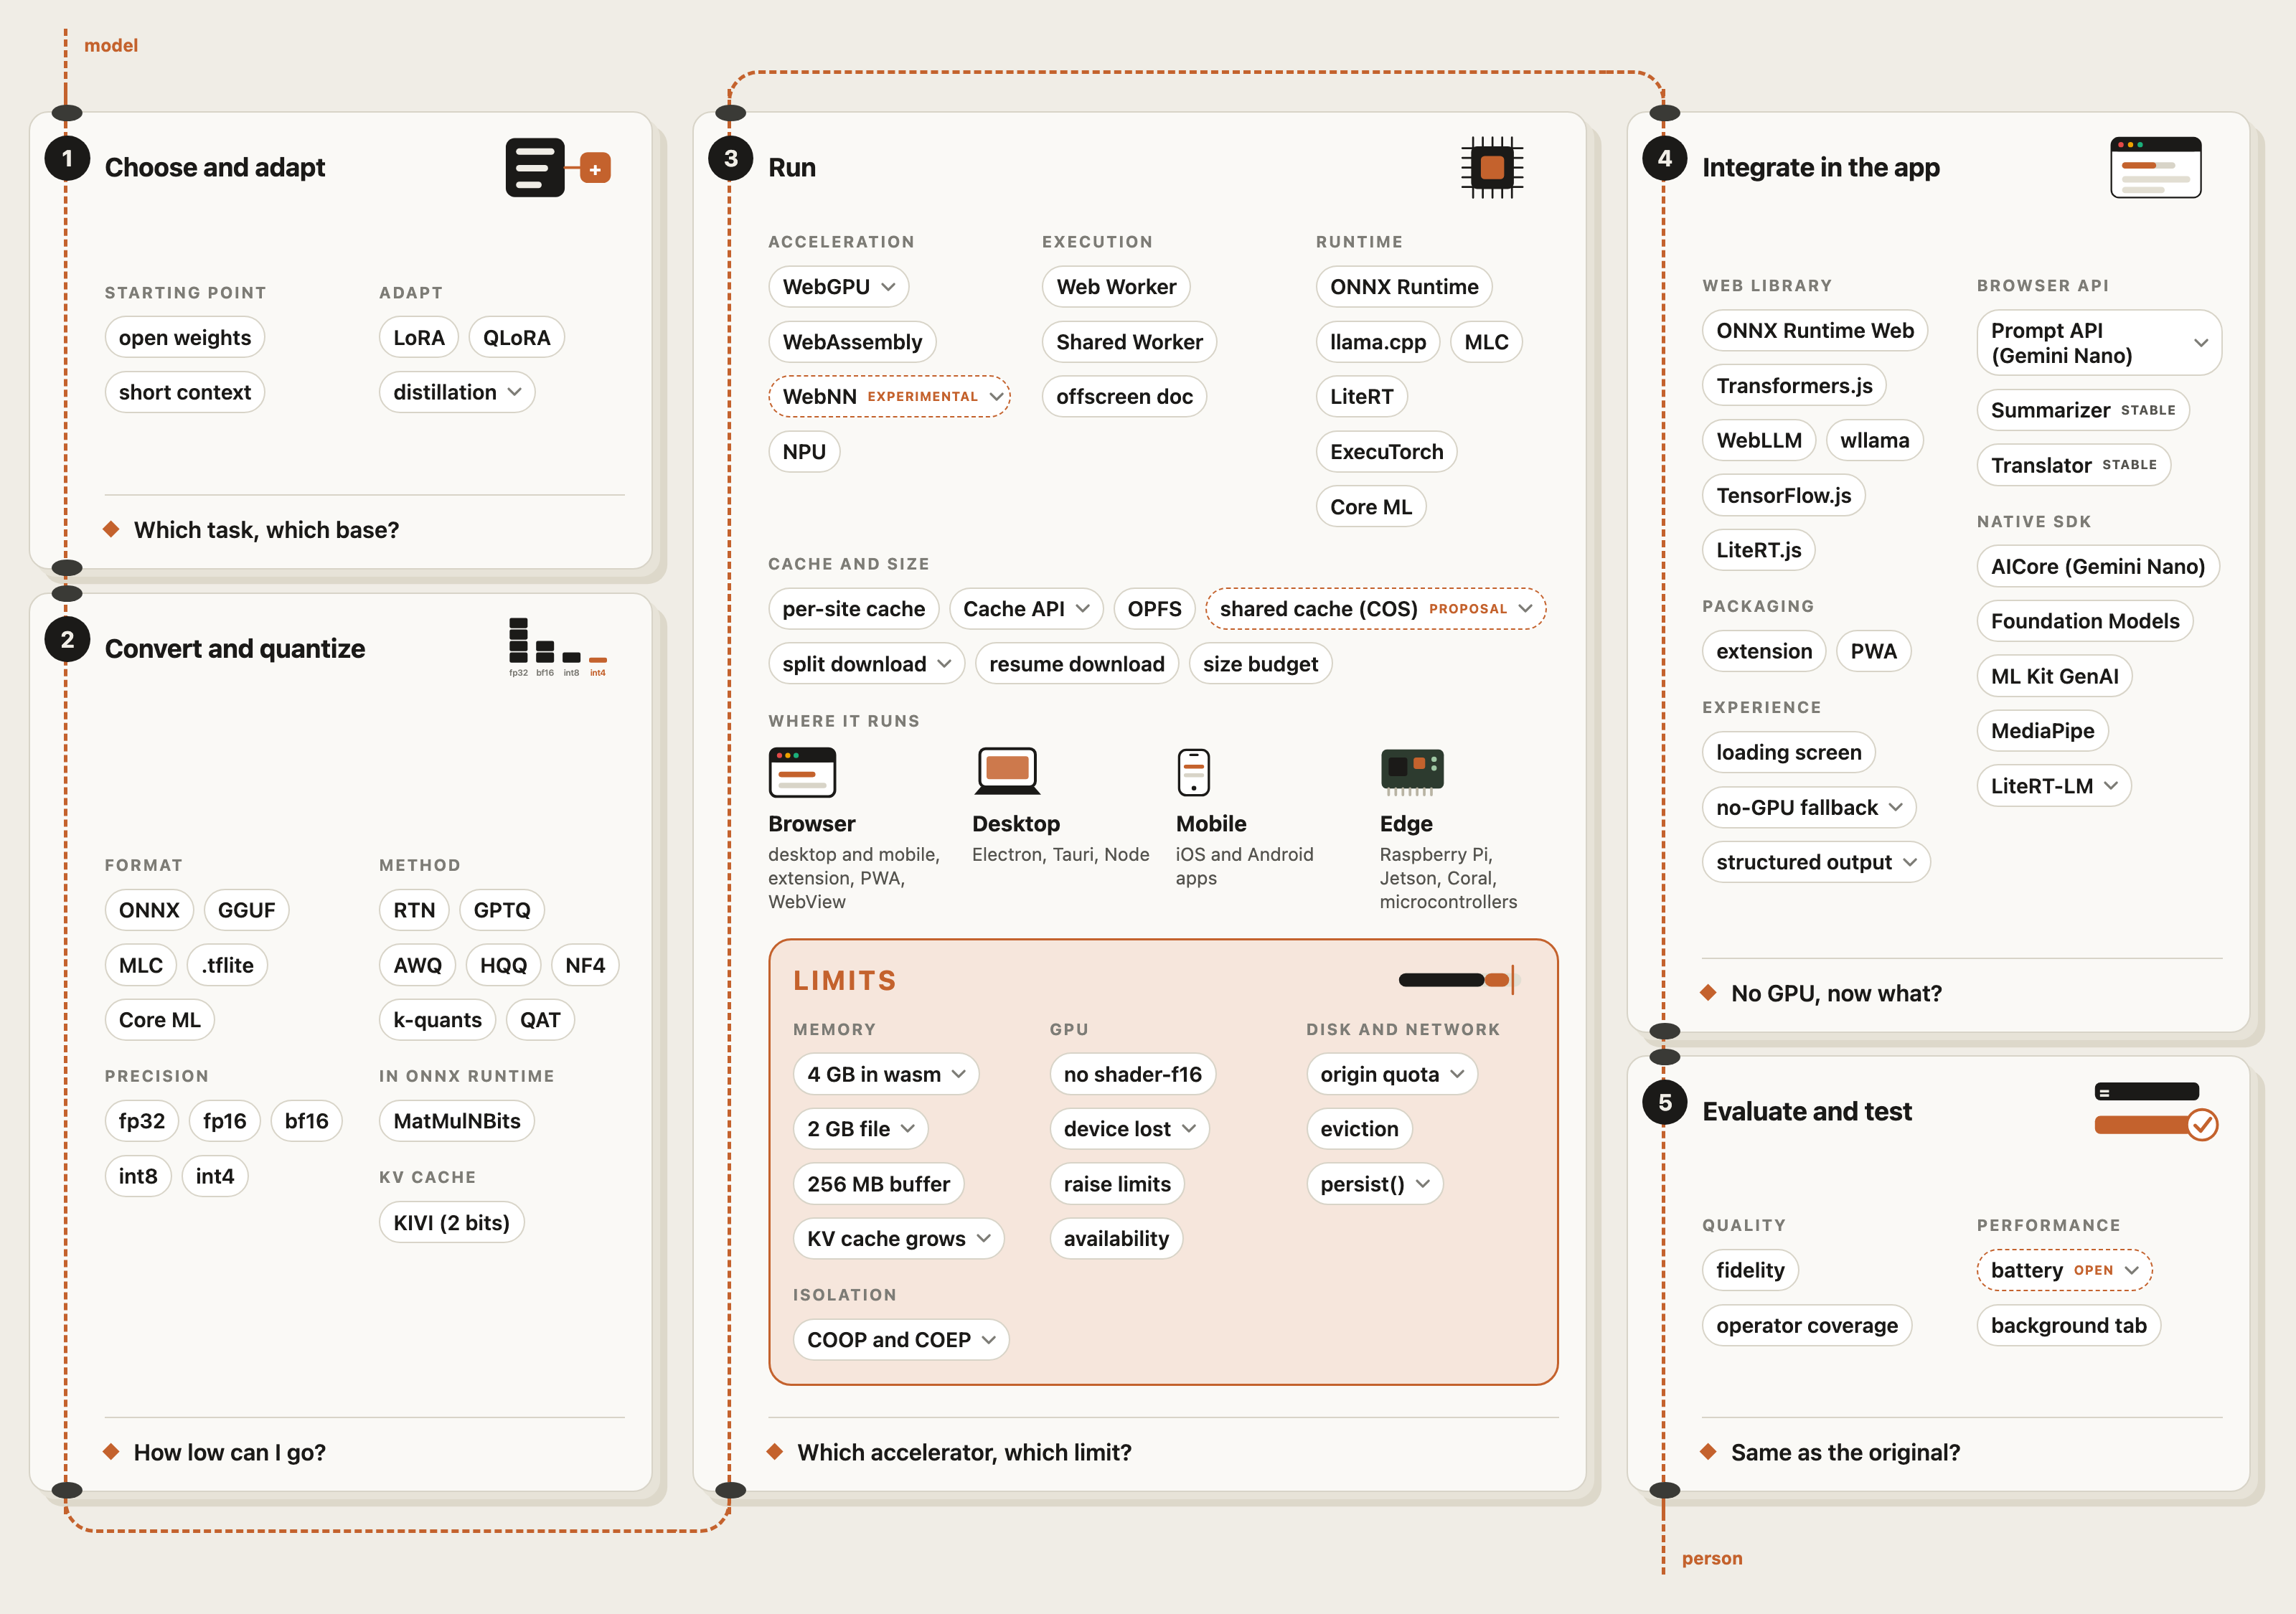 model
1
Choose and adapt
+
STARTING POINT
open weights
short context
ADAPT
LoRA QLoRA
distillation
Which task, which base?
2
Convert and quantize
fp32 bf16 int8 int4
FORMAT
ONNX GGUF
MLC .tflite
Core ML
PRECISION
fp32 fp16 bf16
int8 int4
METHOD
RTN GPTQ
AWQ HQQ NF4
k-quants QAT
IN ONNX RUNTIME
MatMulNBits
KV CACHE
KIVI (2 bits)
How low can I go?
3
Run
ACCELERATION
WebGPU
WebAssembly
WebNN EXPERIMENTAL
NPU
EXECUTION
Web Worker
Shared Worker
offscreen doc
RUNTIME
ONNX Runtime
llama.cpp MLC
LiteRT
ExecuTorch
Core ML
CACHE AND SIZE
per-site cache Cache API OPFS shared cache (COS) PROPOSAL
split download resume download size budget
WHERE IT RUNS
Browser
desktop and mobile,
extension, PWA,
WebView
Desktop
Electron, Tauri, Node
Mobile
iOS and Android
apps
Edge
Raspberry Pi,
Jetson, Coral,
microcontrollers
LIMITS
MEMORY
4 GB in wasm
2 GB file
256 MB buffer
KV cache grows
GPU
no shader-f16
device lost
raise limits
availability
DISK AND NETWORK
origin quota
eviction
persist()
ISOLATION
COOP and COEP
Which accelerator, which limit?
4
Integrate in the app
WEB LIBRARY
ONNX Runtime Web
Transformers.js
WebLLM wllama
TensorFlow.js
LiteRT.js
PACKAGING
extension PWA
EXPERIENCE
loading screen
no-GPU fallback
structured output
BROWSER API
Prompt API
(Gemini Nano)
Summarizer STABLE
Translator STABLE
NATIVE SDK
AICore (Gemini Nano)
Foundation Models
ML Kit GenAI
MediaPipe
LiteRT-LM
No GPU, now what?
5
Evaluate and test
=
QUALITY
fidelity
operator coverage
PERFORMANCE
battery OPEN
background tab
Same as the original?
person